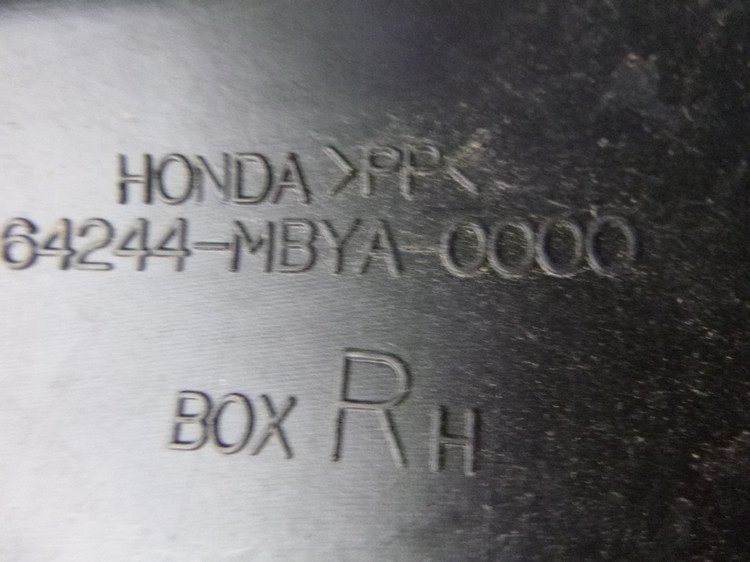 HONDA >PP<
64244-MBYA-0000
BOX RH